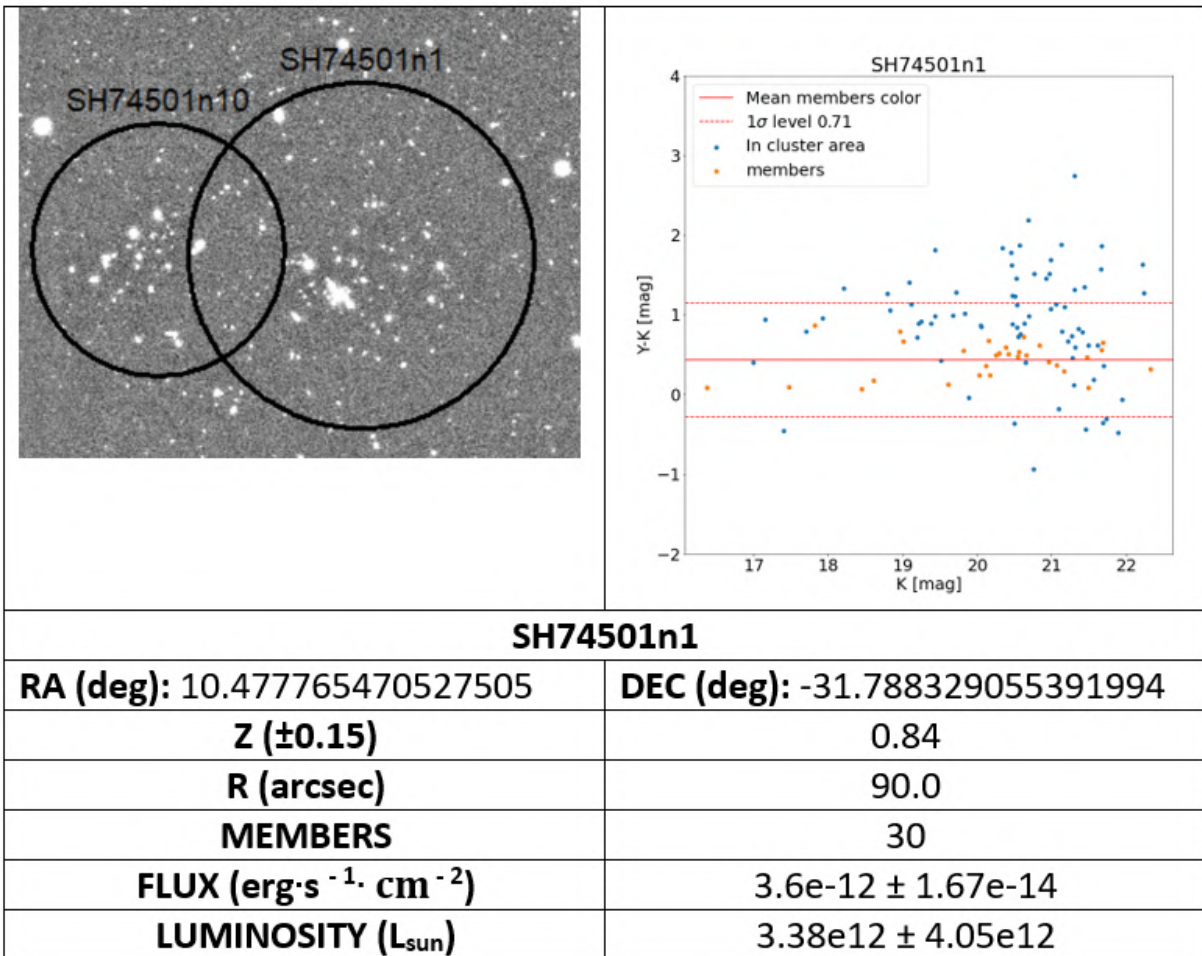 SH74501n1
SH74501n10
SH74501n1
Mean members color
1σ level 0.71
In cluster area
members
4
3
2
1
0
−1
−2
Y-K [mag]
17 18 19 20 21 22
K [mag]
SH74501n1
RA (deg): 10.477765470527505 DEC (deg): -31.788329055391994
Z (±0.15) 0.84
R (arcsec) 90.0
MEMBERS 30
FLUX (erg·s ⁻¹· cm ⁻²) 3.6e-12 ± 1.67e-14
LUMINOSITY (Lsun) 3.38e12 ± 4.05e12